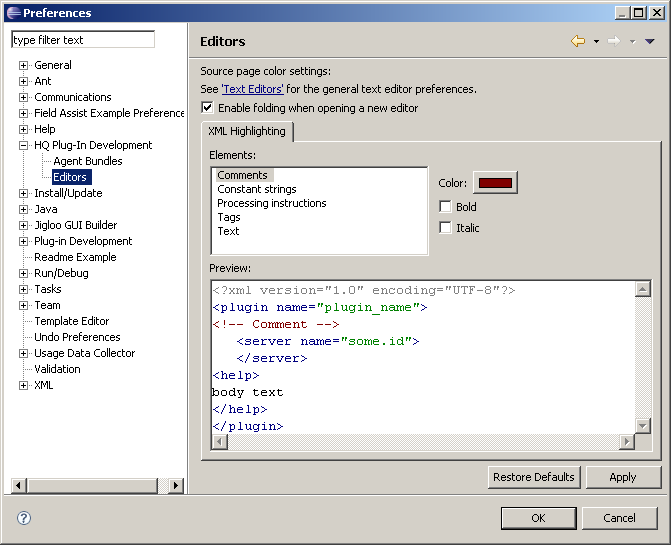 Preferences
type filter text
General
Ant
Communications
Field Assist Example Preference
Help
HQ Plug-In Development
Agent Bundles
Editors
Install/Update
Java
Jigloo GUI Builder
Plug-in Development
Readme Example
Run/Debug
Tasks
Team
Template Editor
Undo Preferences
Usage Data Collector
Validation
XML
Editors
Source page color settings:
See 'Text Editors' for the general text editor preferences.
Enable folding when opening a new editor
XML Highlighting
Elements:
Comments
Constant strings
Processing instructions
Tags
Text
Color:
Bold
Italic
Preview:
<?xml version="1.0" encoding="UTF-8"?>
<plugin name="plugin_name">
<!-- Comment -->
<server name="some.id">
</server>
<help>
body text
</help>
</plugin>
Restore Defaults
Apply
?
OK
Cancel